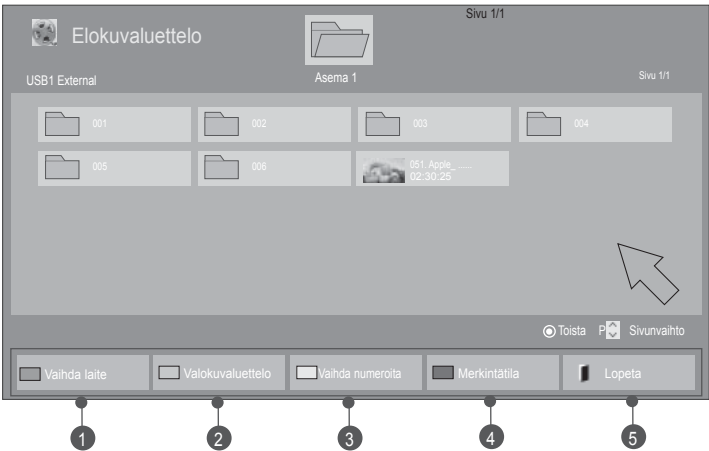 Sivu 1/1
Elokuvaluettelo
USB1 External
Asema 1
Sivu 1/1
001
002
003
004
005
006
051. Apple_ ......
02:30:25
Toista
P
Sivunvaihto
Vaihda laite
Valokuvaluettelo
Vaihda numeroita
Merkintätila
Lopeta
1
2
3
4
5